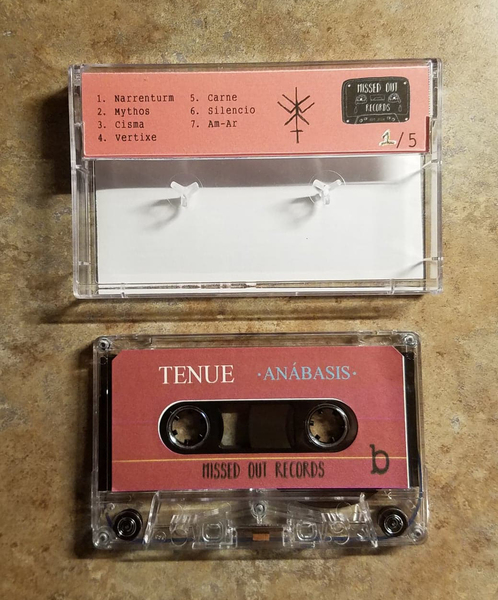 1. Narrenturm
2. Mythos
3. Cisma
4. Vertixe
5. Carne
6. Silencio
7. Am-Ar
MISSED OUT
RECORDS
1/5
TENUE ·ANÁBASIS·
MISSED OUT RECORDS
b